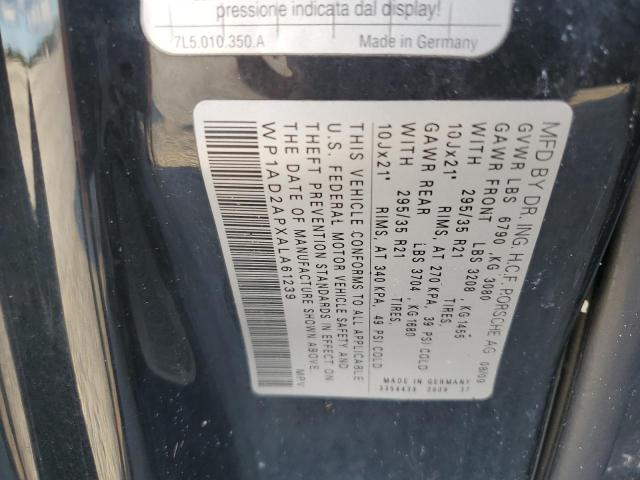 pressione indicata dal display!
7L5.010.350.A Made in Germany
MFD BY DR. ING. H.C.F. PORSCHE AG 09/09
GVWR LBS 6790 ,KG 3080
GAWR FRONT LBS 3208 , KG 1455
WITH 295/35 R21 TIRES,
10Jx21" RIMS, AT 270 KPA, 39 PSI COLD
GAWR REAR LBS 3704 , KG 1680
WITH 295/35 R21 TIRES,
10Jx21" RIMS, AT 340 KPA, 49 PSI COLD
THIS VEHICLE CONFORMS TO ALL APPLICABLE
U.S. FEDERAL MOTOR VEHICLE SAFETY AND
THEFT PREVENTION STANDARDS IN EFFECT ON
THE DATE OF MANUFACTURE SHOWN ABOVE.
WP1AD2APXALA61239 MPV
MADE IN GERMANY
2009 37